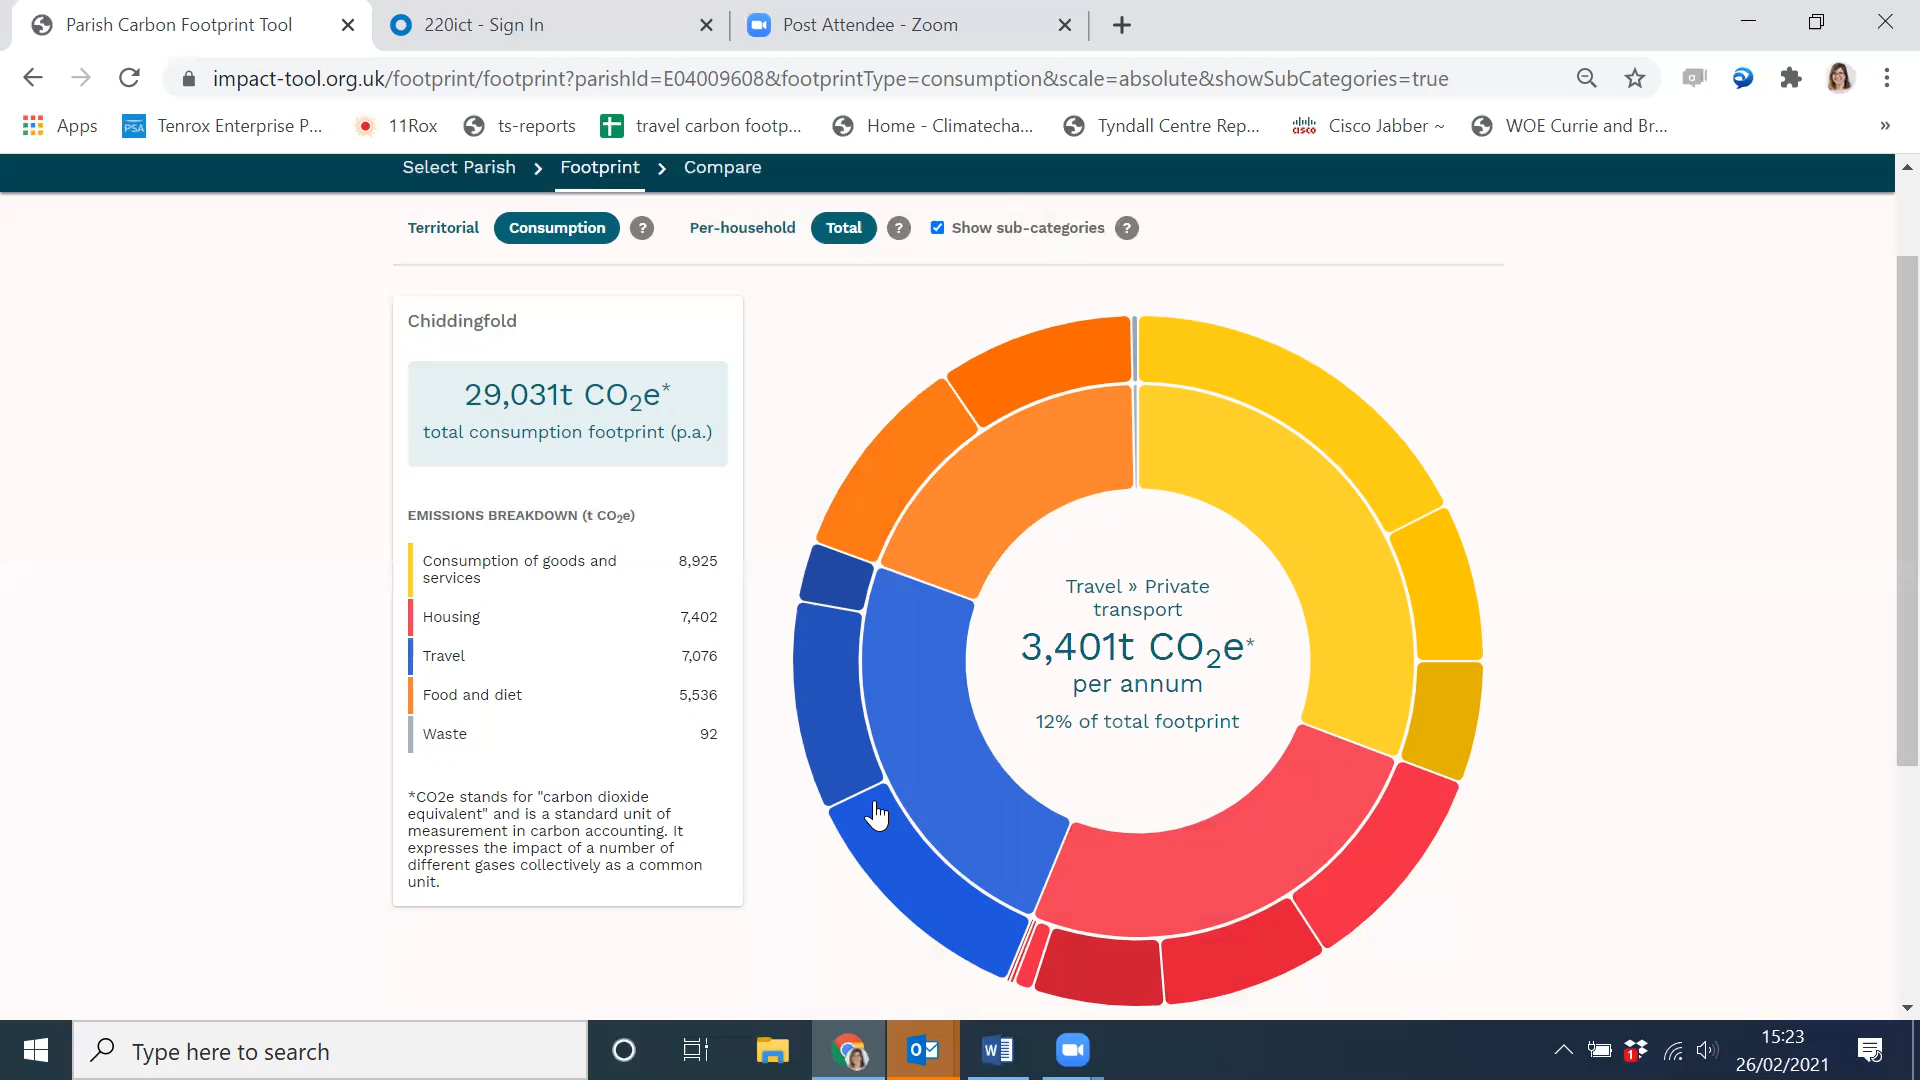 Parish Carbon Footprint Tool
220ict - Sign In
Post Attendee - Zoom
impact-tool.org.uk/footprint/footprint?parishId=E04009608&footprintType=consumption&scale=absolute&showSubCategories=true
Apps
PSA Tenrox Enterprise P...
11Rox
ts-reports
travel carbon footp...
Home - Climatecha...
Tyndall Centre Rep...
CISCO Cisco Jabber ~
WOE Currie and Br...
»
Select Parish > Footprint > Compare
Territorial Consumption ? Per-household Total ? Show sub-categories ?
Chiddingfold
29,031t CO₂e*
total consumption footprint (p.a.)
EMISSIONS BREAKDOWN (t CO₂e)
Consumption of goods and
services
8,925
Housing 7,402
Travel 7,076
Food and diet 5,536
Waste 92
*CO2e stands for "carbon dioxide
equivalent" and is a standard unit of
measurement in carbon accounting. It
expresses the impact of a number of
different gases collectively as a common
unit.
Travel » Private
transport
3,401t CO₂e*
per annum
12% of total footprint
Type here to search
1
15:23
26/02/2021